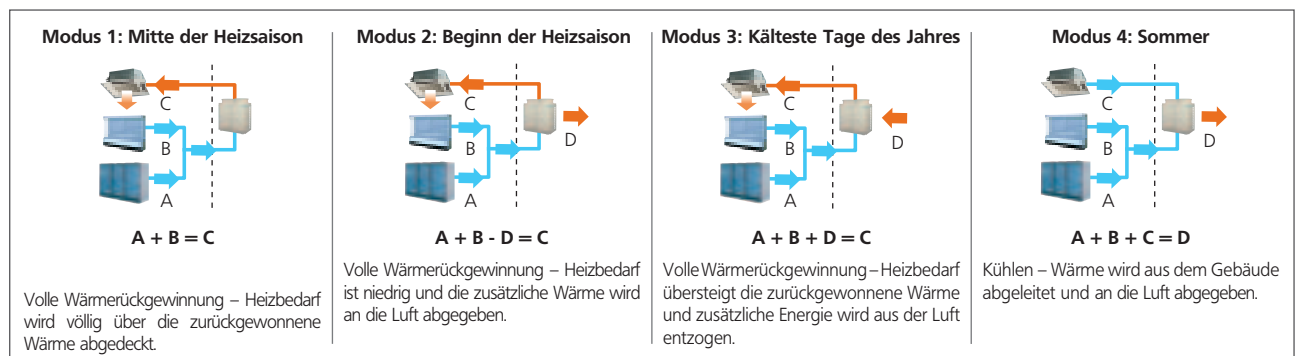 Modus 1: Mitte der Heizsaison
C
B
A
A + B = C
Volle Wärmerückgewinnung – Heizbedarf
wird völlig über die zurückgewonnene
Wärme abgedeckt.
Modus 2: Beginn der Heizsaison
C
D
B
A
A + B - D = C
Volle Wärmerückgewinnung – Heizbedarf
ist niedrig und die zusätzliche Wärme wird
an die Luft abgegeben.
Modus 3: Kälteste Tage des Jahres
C
D
B
A
A + B + D = C
Volle Wärmerückgewinnung – Heizbedarf
übersteigt die zurückgewonnene Wärme
und zusätzliche Energie wird aus der Luft
entzogen.
Modus 4: Sommer
C
D
B
A
A + B + C = D
Kühlen – Wärme wird aus dem Gebäude
abgeleitet und an die Luft abgegeben.